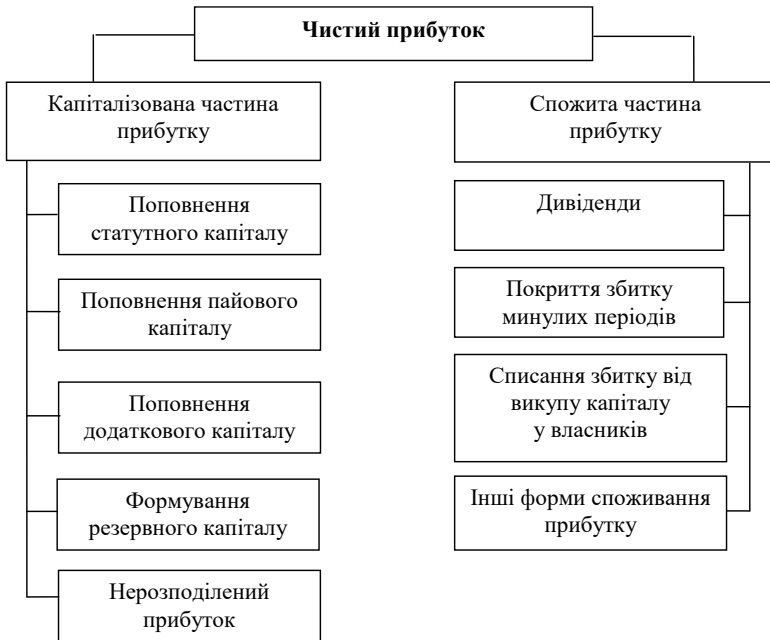 Чистий прибуток
Капіталізована частина
прибутку
Поповнення
статутного капіталу
Поповнення пайового
капіталу
Поповнення
додаткового капіталу
Формування
резервного капіталу
Нерозподілений
прибуток
Спожита частина
прибутку
Дивіденди
Покриття збитку
минулих періодів
Списання збитку від
викупу капіталу
у власників
Інші форми споживання
прибутку